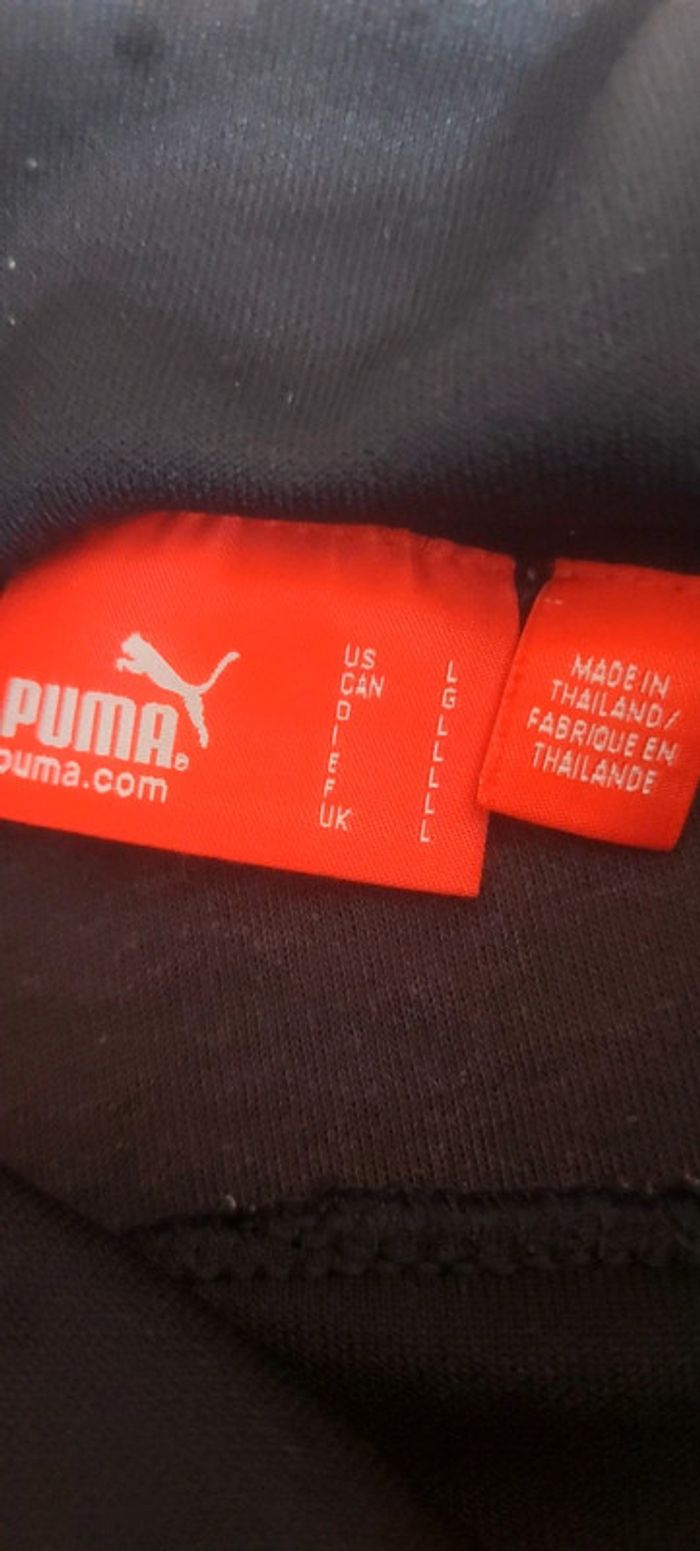 PUMA®
puma.com
US L
CAN G
D L
I L
E L
F L
UK L
MADE IN
THAILAND/
FABRIQUE EN
THAILANDE